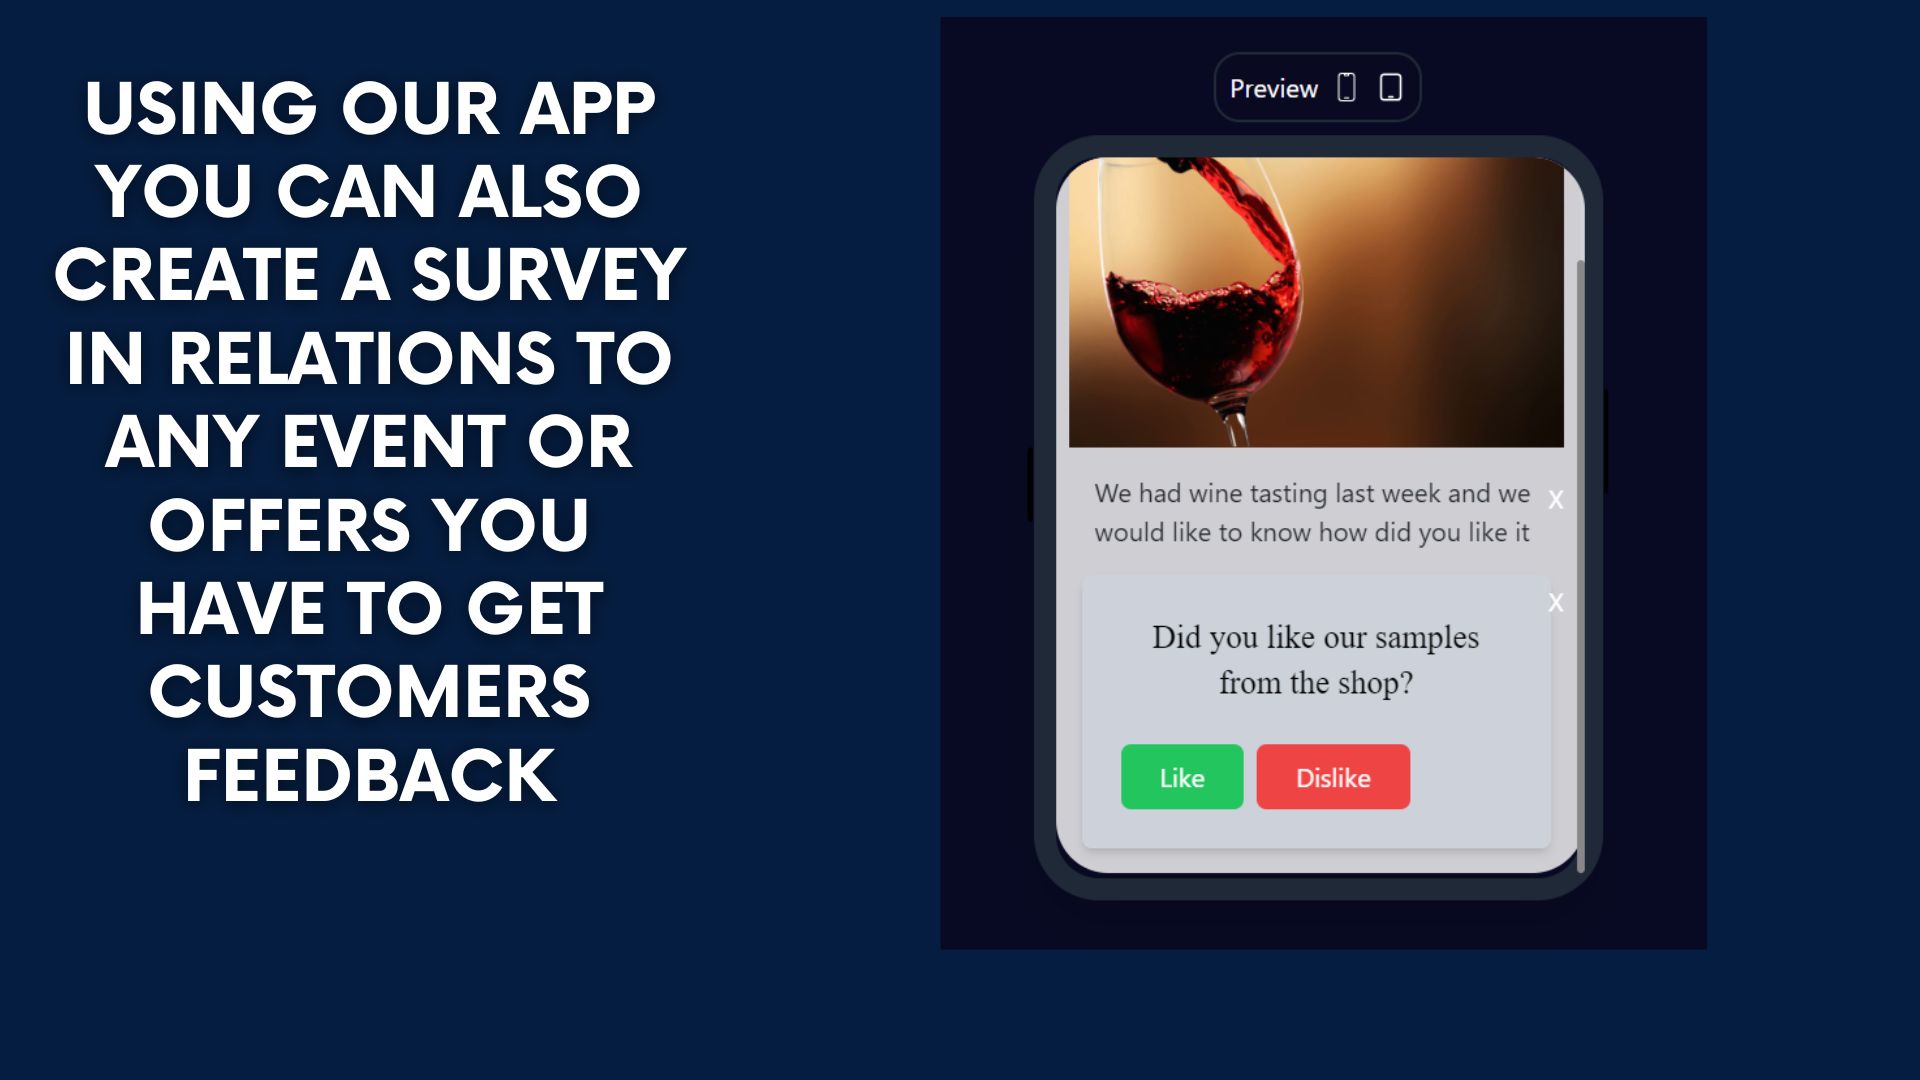 USING OUR APP
YOU CAN ALSO
CREATE A SURVEY
IN RELATIONS TO
ANY EVENT OR
OFFERS YOU
HAVE TO GET
CUSTOMERS
FEEDBACK
Preview
We had wine tasting last week and we
would like to know how did you like it
X
X
Did you like our samples
from the shop?
Like
Dislike